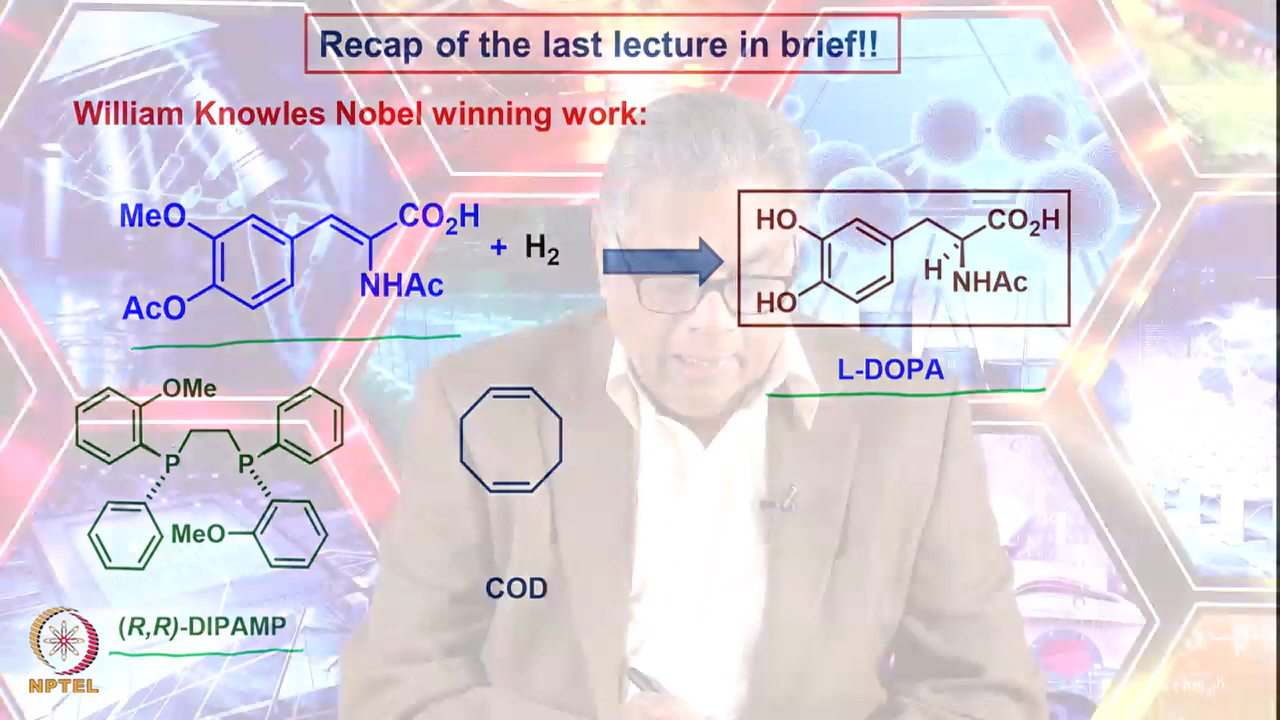 Recap of the last lecture in brief!!
William Knowles Nobel winning work:
MeO
CO₂H
+ H₂
NHAc
AcO
HO
CO₂H
H
NHAc
HO
L-DOPA
OMe
P
P
MeO
COD
(R,R)-DIPAMP
NPTEL